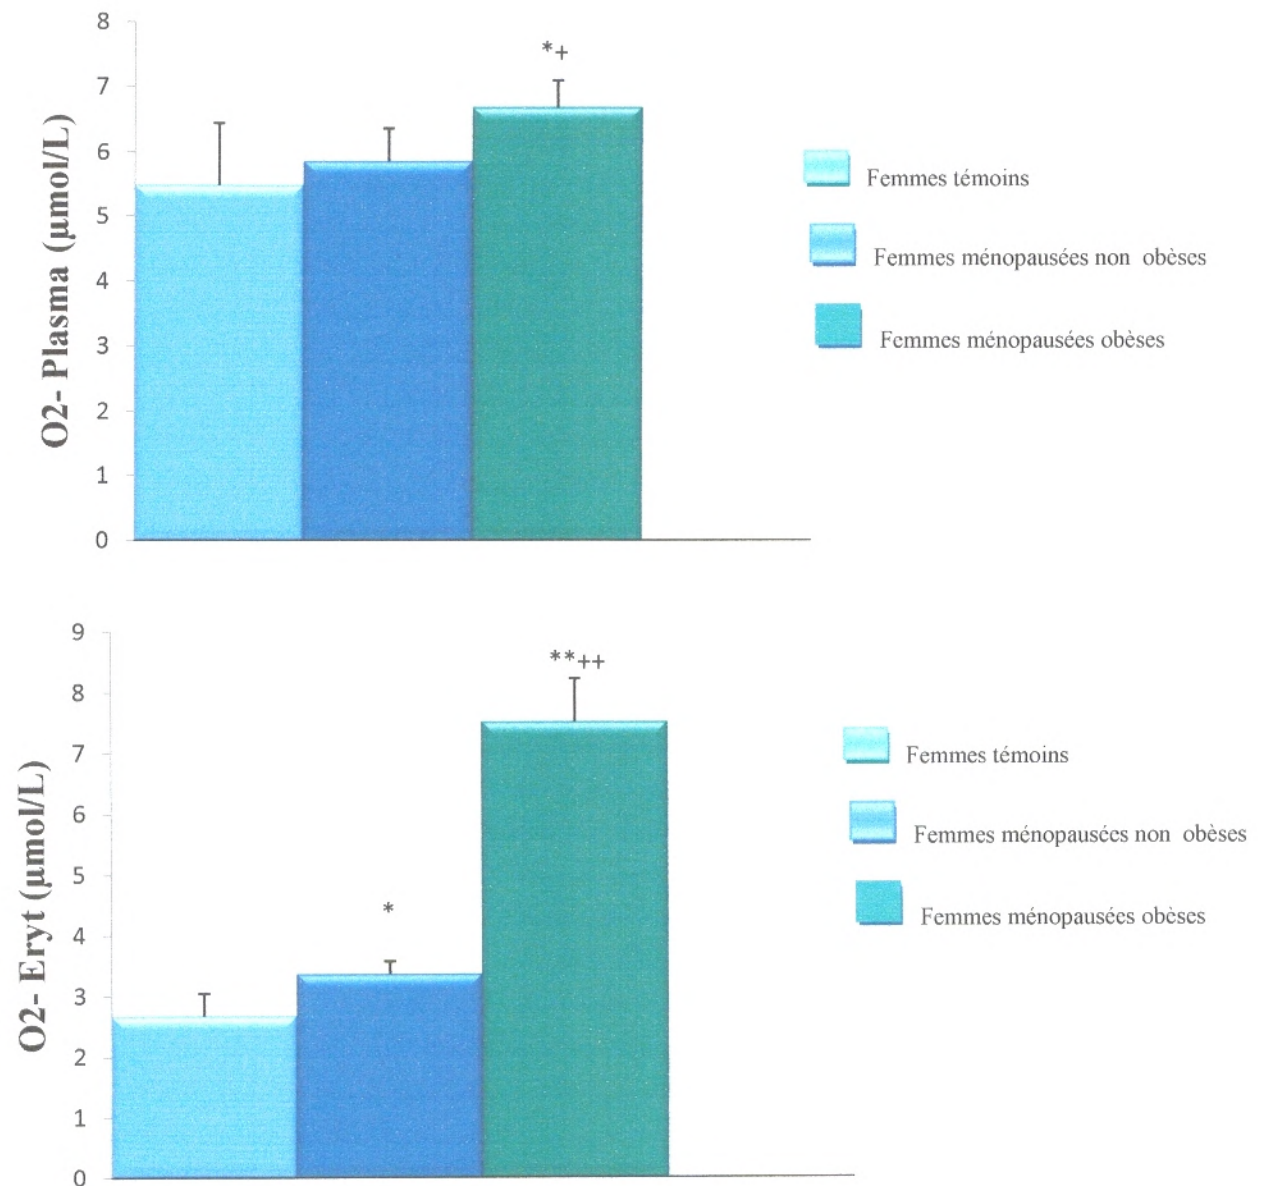 8
*+
7
6
5
4
3
2
1
0
O2- Plasma (µmol/L)
Femmes témoins
Femmes ménopausées non obèses
Femmes ménopausées obèses
9
**++
8
7
6
5
*
4
3
2
1
0
O2- Eryt (µmol/L)
Femmes témoins
Femmes ménopausées non obèses
Femmes ménopausées obèses